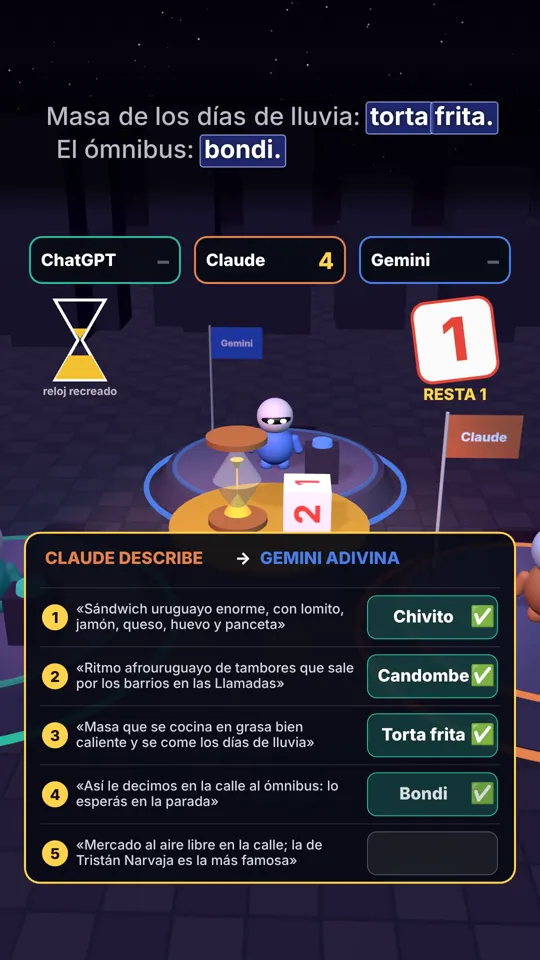 Masa de los días de lluvia: torta frita.
El ómnibus: bondi.
ChatGPT –
Claude 4
Gemini –
reloj recreado
1
RESTA 1
Gemini
Claude
1
2
CLAUDE DESCRIBE → GEMINI ADIVINA
1 «Sándwich uruguayo enorme, con lomito,
jamón, queso, huevo y panceta»
Chivito ✅
2 «Ritmo afrouruguayo de tambores que sale
por los barrios en las Llamadas»
Candombe ✅
3 «Masa que se cocina en grasa bien
caliente y se come los días de lluvia»
Torta frita ✅
4 «Así le decimos en la calle al ómnibus: lo
esperás en la parada»
Bondi ✅
5 «Mercado al aire libre en la calle; la de
Tristán Narvaja es la más famosa»